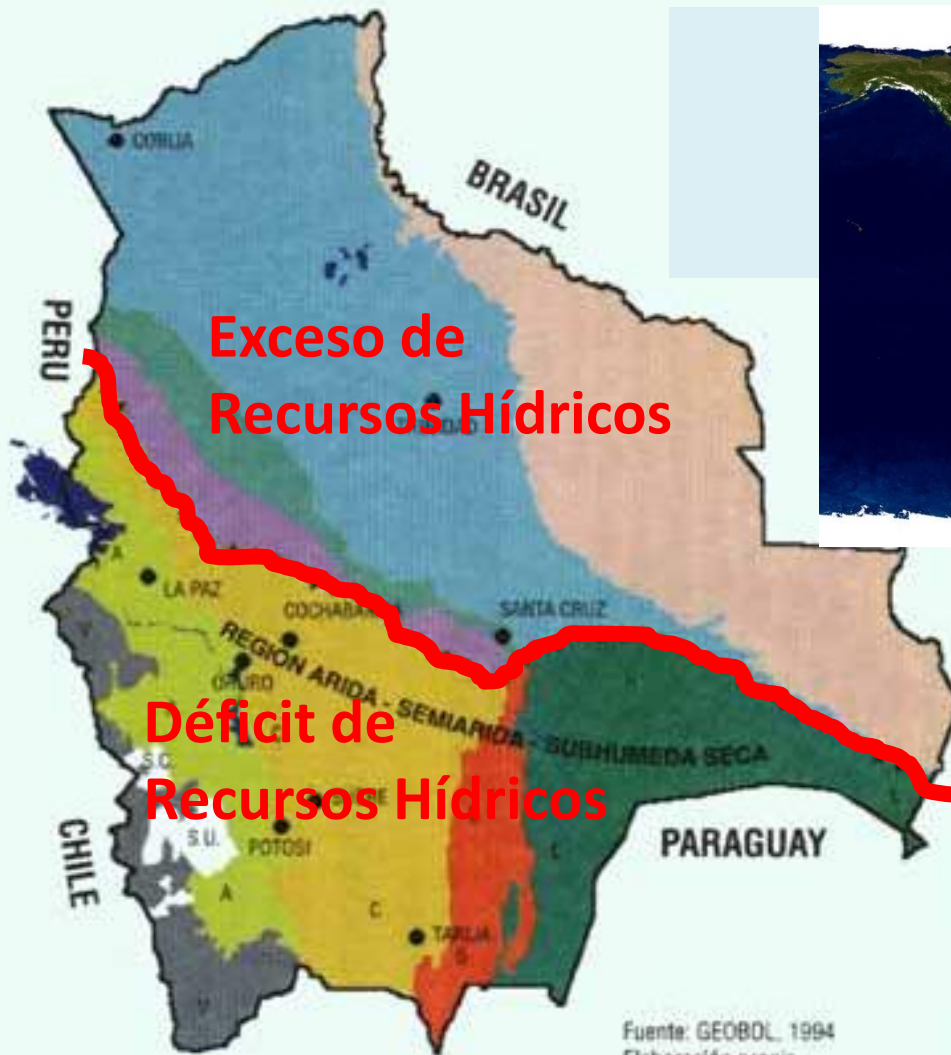 COBIJA
BRASIL
PERU
Exceso de
Recursos Hídricos
A
LA PAZ
SANTA CRUZ
V
REGION ARIDA - SEMIARIDA - SUBHUMEDA SECA
ORURO
Déficit de
Recursos Hídricos
S.C.
S.U.
POTOSI
PARAGUAY
CHILE
A
C
TARIJA
S
V
Fuente: GEOBOL. 1994